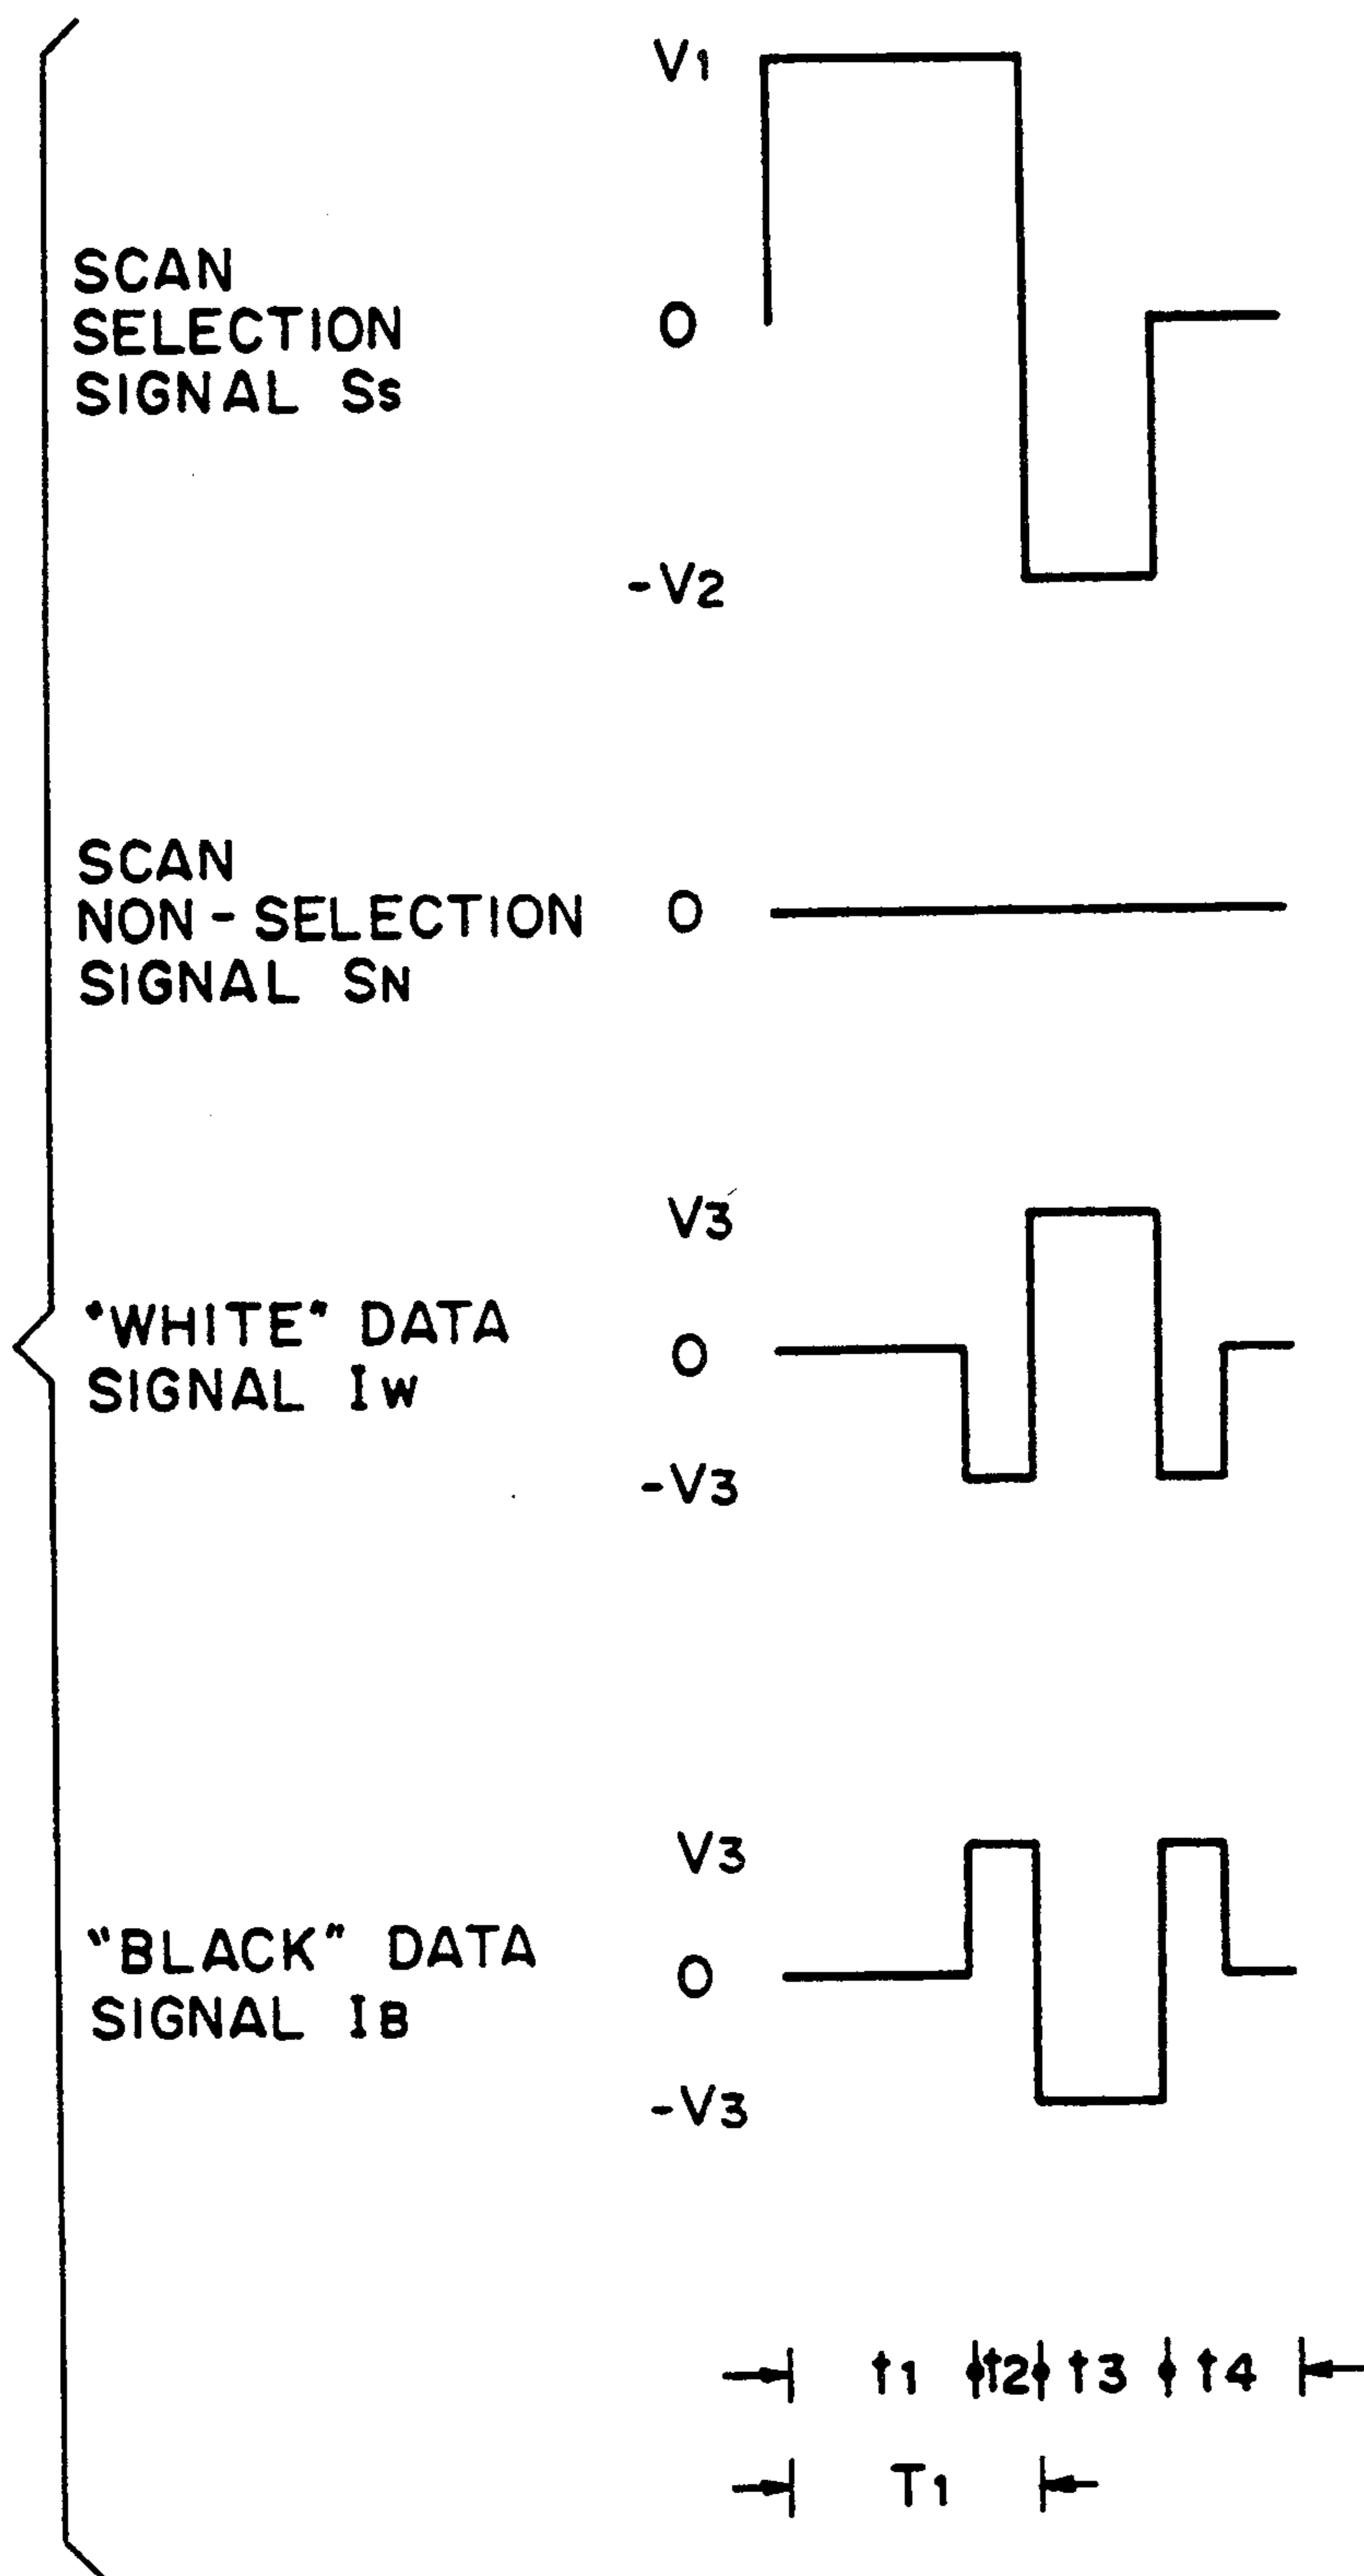 V1
SCAN
SELECTION
SIGNAL Ss
0
-V2
SCAN
NON-SELECTION
SIGNAL SN
0
V3
"WHITE" DATA
SIGNAL IW
0
-V3
V3
"BLACK" DATA
SIGNAL IB
0
-V3
t1 t2 t3 t4
T1